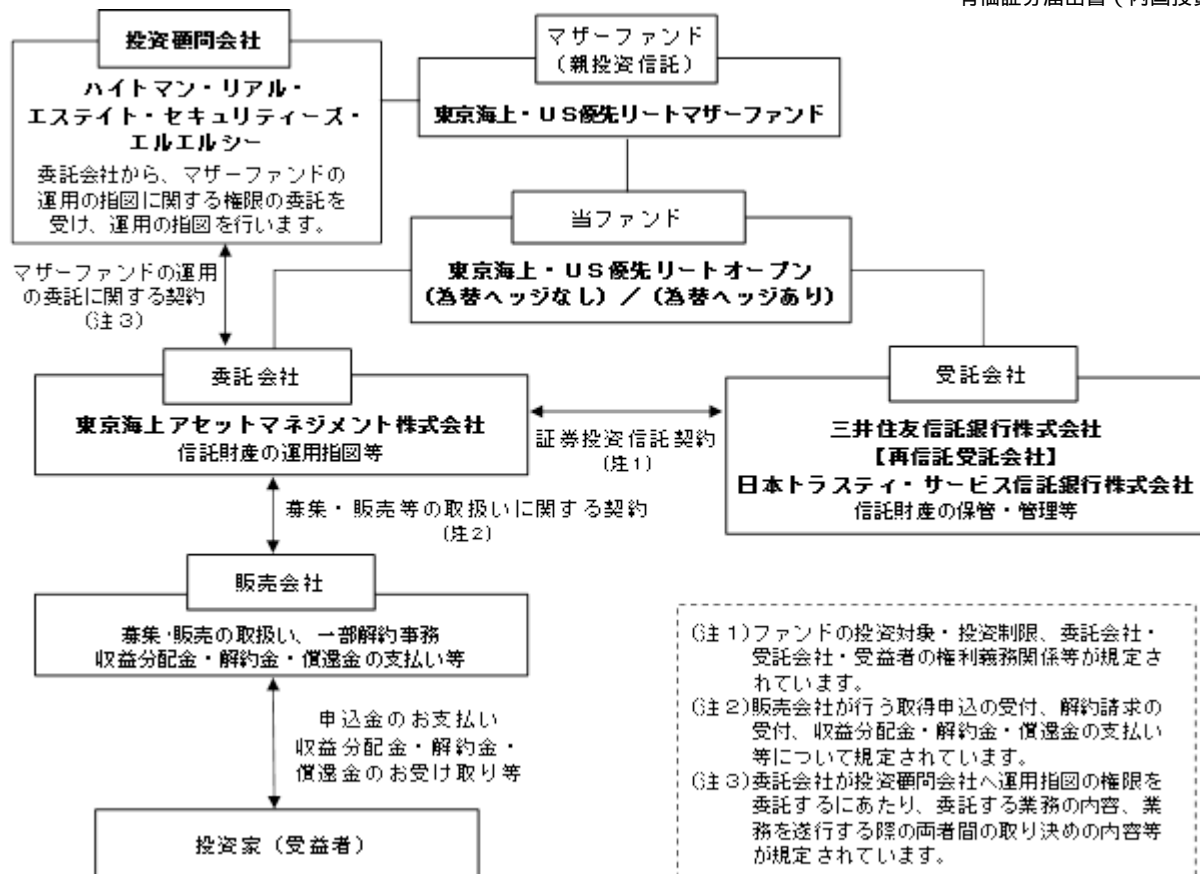 有価証券届出書（内国投資
投資顧問会社
ハイトマン・リアル・
エステイト・セキュリティーズ・
エルエルシー
委託会社から、マザーファンドの
運用の指図に関する権限の委託を
受け、運用の指図を行います。
マザーファンド
（親投資信託）
東京海上・ＵＳ優先リートマザーファンド
当ファンド
東京海上・ＵＳ優先リートオープン
（為替ヘッジなし）／（為替ヘッジあり）
マザーファンドの運用
の委託に関する契約
（注３）
委託会社
東京海上アセットマネジメント株式会社
信託財産の運用指図等
証券投資信託契約
（注１）
受託会社
三井住友信託銀行株式会社
【再信託受託会社】
日本トラスティ・サービス信託銀行株式会社
信託財産の保管・管理等
募集・販売等の取扱いに関する契約
（注２）
販売会社
募集・販売の取扱い、一部解約事務
収益分配金・解約金・償還金の支払い等
申込金のお支払い
収益分配金・解約金・
償還金のお受け取り等
投資家（受益者）
（注１）ファンドの投資対象・投資制限、委託会社・
受託会社・受益者の権利義務関係等が規定さ
れています。
（注２）販売会社が行う取得申込の受付、解約請求の
受付、収益分配金・解約金・償還金の支払い
等について規定されています。
（注３）委託会社が投資顧問会社へ運用指図の権限を
委託するにあたり、委託する業務の内容、業
務を遂行する際の両者間の取り決めの内容等
が規定されています。